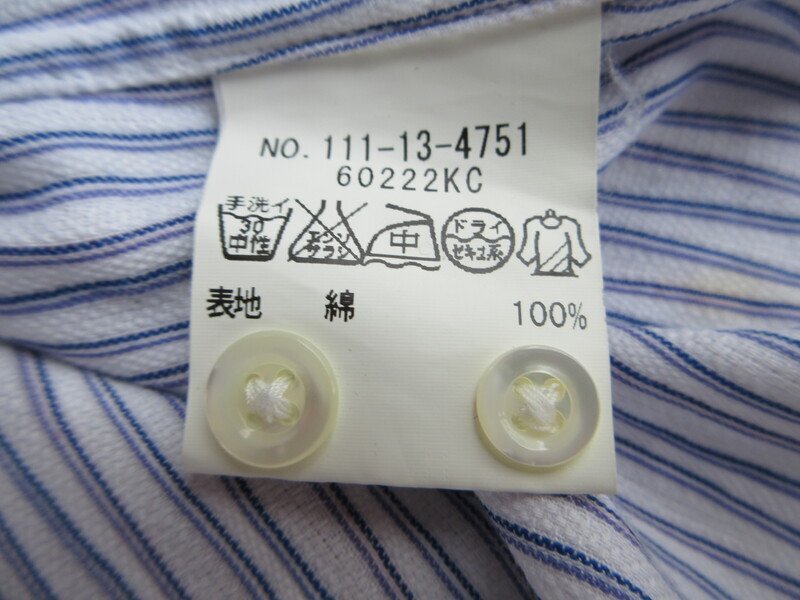 NO. 111-13-4751
60222KC
手洗イ
30
中性
エンソ
サラシ
中
ドライ
セキユ系
表地 綿 100%